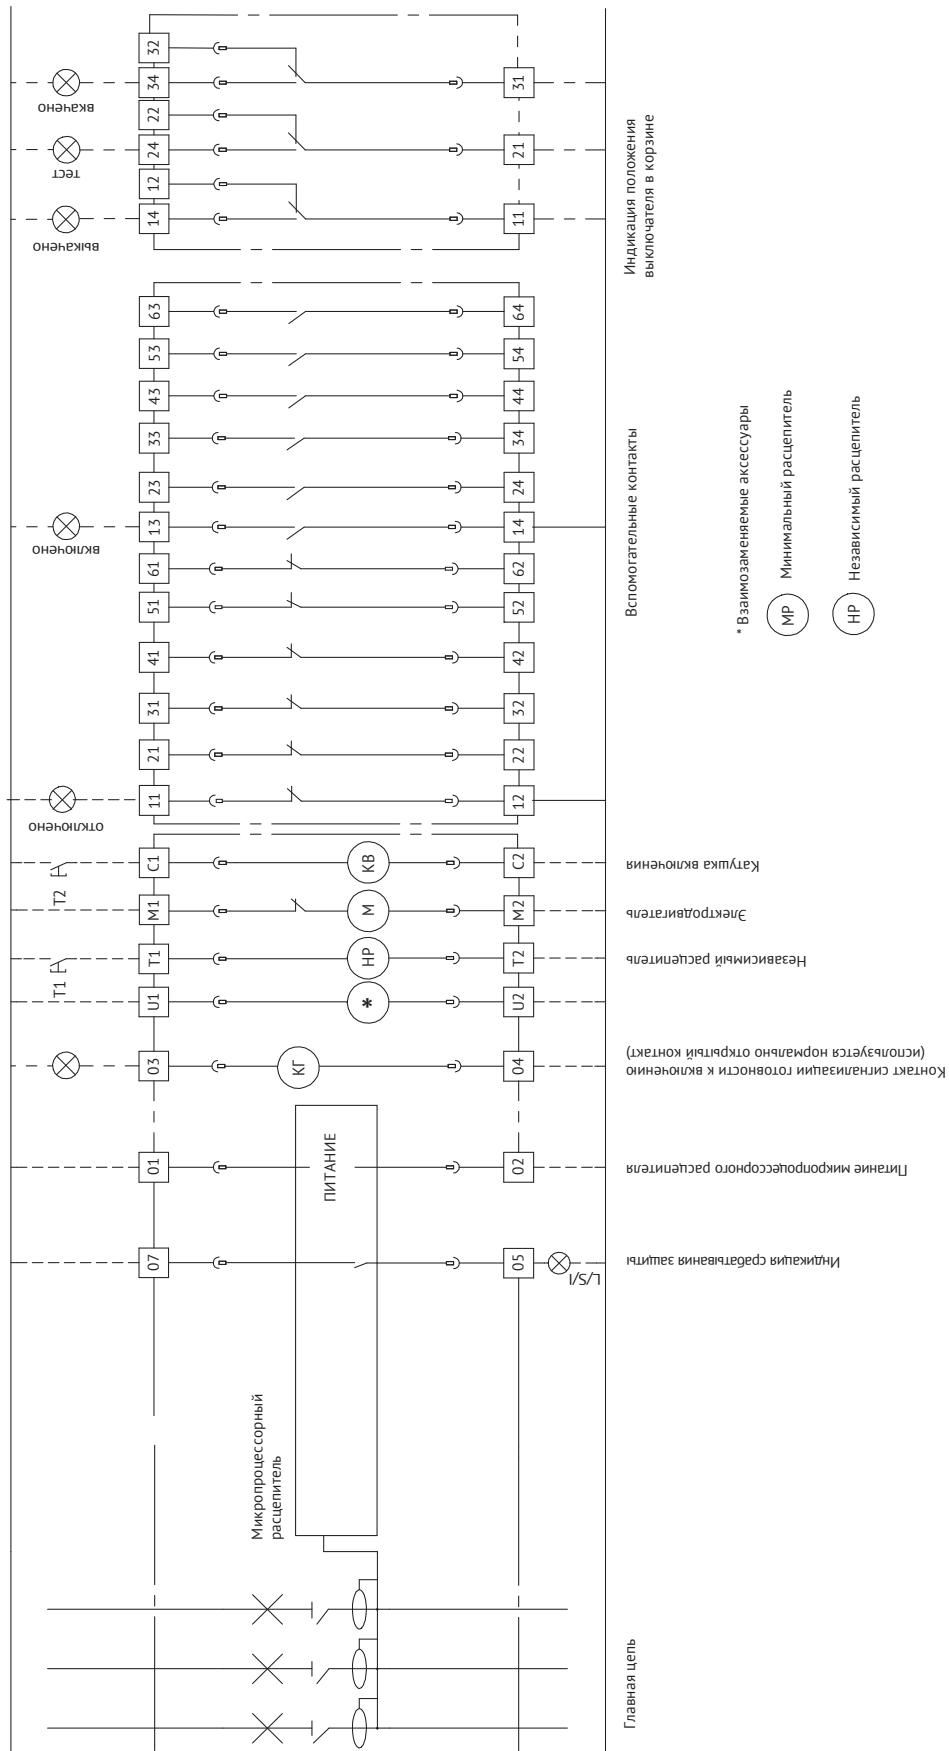 вкачено
тест
выкачено
32
34
22
24
12
14
31
21
11
Индикация положения
выключателя в корзине
63
53
43
33
23
13
61
51
41
31
21
11
64
54
44
34
24
14
62
52
42
32
22
12
включено
отключено
Вспомогательные контакты
* Взаимозаменяемые аксессуары
МР
Минимальный расцепитель
НР
Независимый расцепитель
T2
C1
КВ
C2
Катушка включения
M1
М
M2
Электродвигатель
T1
T1
НР
T2
Независимый расцепитель
U1
*
U2
03
КГ
04
Контакт сигнализации готовности к включению
(используется нормально открытый контакт)
01
ПИТАНИЕ
02
Питание микропроцессорного расцепителя
07
05
L/S/I
Индикация срабатывания защиты
Микропроцессорный
расцепитель
Главная цепь